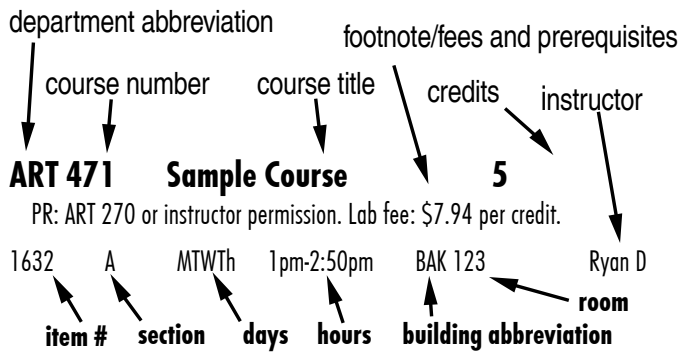 department abbreviation
footnote/fees and prerequisites
course number course title credits instructor
ART 471 Sample Course 5
PR: ART 270 or instructor permission. Lab fee: $7.94 per credit.
1632 A MTWTh 1pm-2:50pm BAK 123 Ryan D
room
item # section days hours building abbreviation